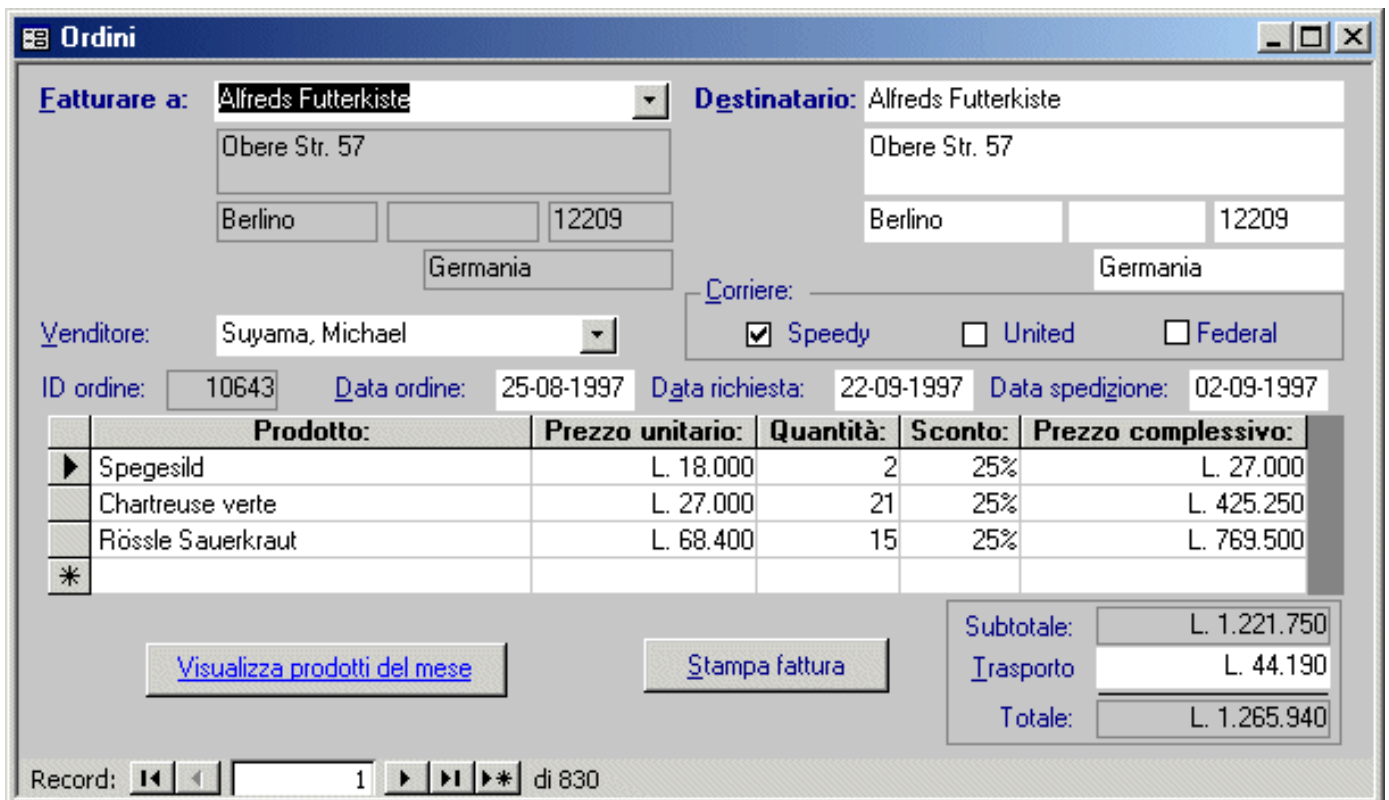 Ordini
Fatturare a: Alfreds Futterkiste Destinatario: Alfreds Futterkiste
Obere Str. 57 Obere Str. 57
Berlino 12209 Berlino 12209
Germania Germania
Corriere:
Venditore: Suyama, Michael Speedy United Federal
ID ordine: 10643 Data ordine: 25-08-1997 Data richiesta: 22-09-1997 Data spedizione: 02-09-1997
Prodotto: Prezzo unitario: Quantità: Sconto: Prezzo complessivo:
Spegesild L. 18.000 2 25% L. 27.000
Chartreuse verte L. 27.000 21 25% L. 425.250
Rössle Sauerkraut L. 68.400 15 25% L. 769.500
Subtotale: L. 1.221.750
Visualizza prodotti del mese Stampa fattura Trasporto L. 44.190
Totale: L. 1.265.940
Record: 1 di 830